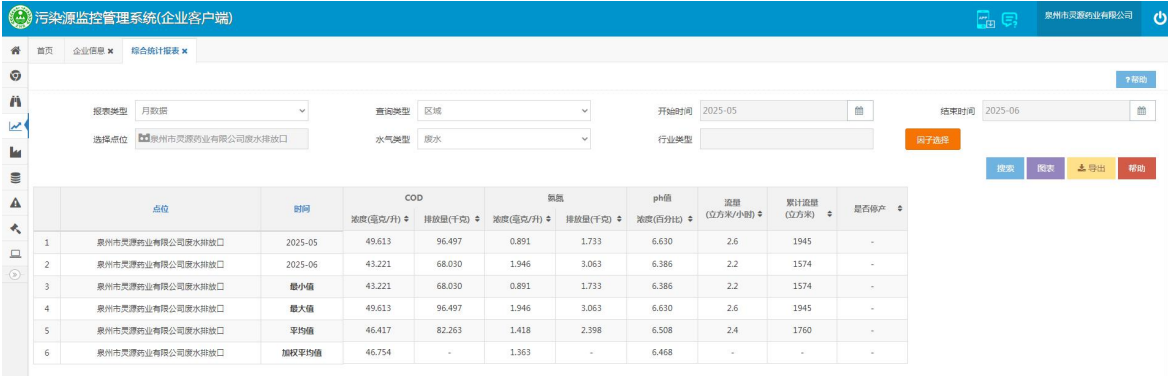 污染源监控管理系统(企业客户端)
泉州市灵源药业有限公司
首页 企业信息 × 综合统计报表 ×
?帮助
报表类型 月数据 查询类型 区域 开始时间 2025-05 结束时间 2025-06
选择点位 泉州市灵源药业有限公司废水排放口 水气类型 废水 行业类型 因子选择
搜索 图表 导出 帮助
点位 时间 COD 氨氮 ph值 流量(立方米/小时) 累计流量(立方米) 是否停产
浓度(毫克/升) 排放量(千克) 浓度(毫克/升) 排放量(千克) 浓度(百分比)
1 泉州市灵源药业有限公司废水排放口 2025-05 49.613 96.497 0.891 1.733 6.630 2.6 1945 -
2 泉州市灵源药业有限公司废水排放口 2025-06 43.221 68.030 1.946 3.063 6.386 2.2 1574 -
3 泉州市灵源药业有限公司废水排放口 最小值 43.221 68.030 0.891 1.733 6.386 2.2 1574 -
4 泉州市灵源药业有限公司废水排放口 最大值 49.613 96.497 1.946 3.063 6.630 2.6 1945 -
5 泉州市灵源药业有限公司废水排放口 平均值 46.417 82.263 1.418 2.398 6.508 2.4 1760 -
6 泉州市灵源药业有限公司废水排放口 加权平均值 46.754 - 1.363 - 6.468 - - -